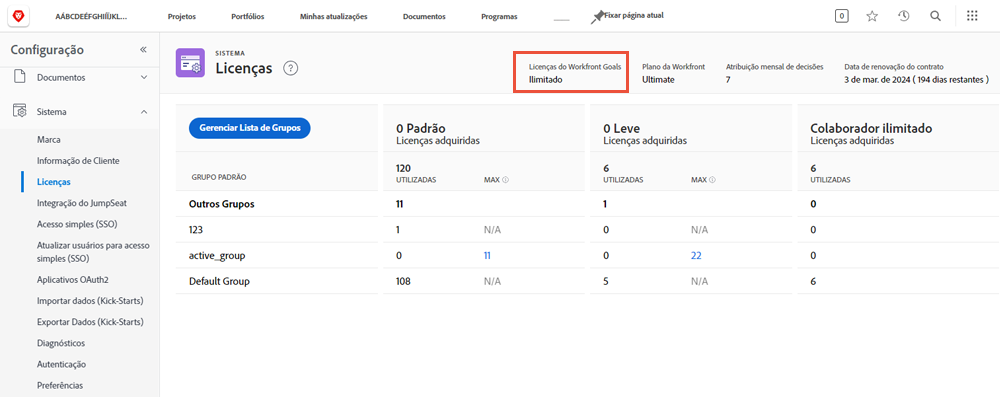 AÁBCDEÉFGHIÍJKL... Projetos Portfólios Minhas atualizações Documentos Programas Fixar página atual 0
Configuração
Documentos
Sistema
Marca
Informação de Cliente
Licenças
Integração do JumpSeat
Acesso simples (SSO)
Atualizar usuários para acesso
simples (SSO)
Aplicativos OAuth2
Importar dados (Kick-Starts)
Exportar Dados (Kick-Starts)
Diagnósticos
Autenticação
Preferências
SISTEMA
Licenças ?
Licenças do Workfront Goals
Ilimitado
Plano da Workfront
Ultimate
Atribuição mensal de decisões
7
Data de renovação do contrato
3 de mar. de 2024 ( 194 dias restantes )
Gerenciar Lista de Grupos
0 Padrão
Licenças adquiridas
0 Leve
Licenças adquiridas
Colaborador ilimitado
Licenças adquiridas
120 6 6
GRUPO PADRÃO UTILIZADAS MAX UTILIZADAS MAX UTILIZADAS
Outros Grupos 11 1 0
123 1 N/A 0 N/A 0
active_group 0 11 0 22 0
Default Group 108 N/A 5 N/A 6